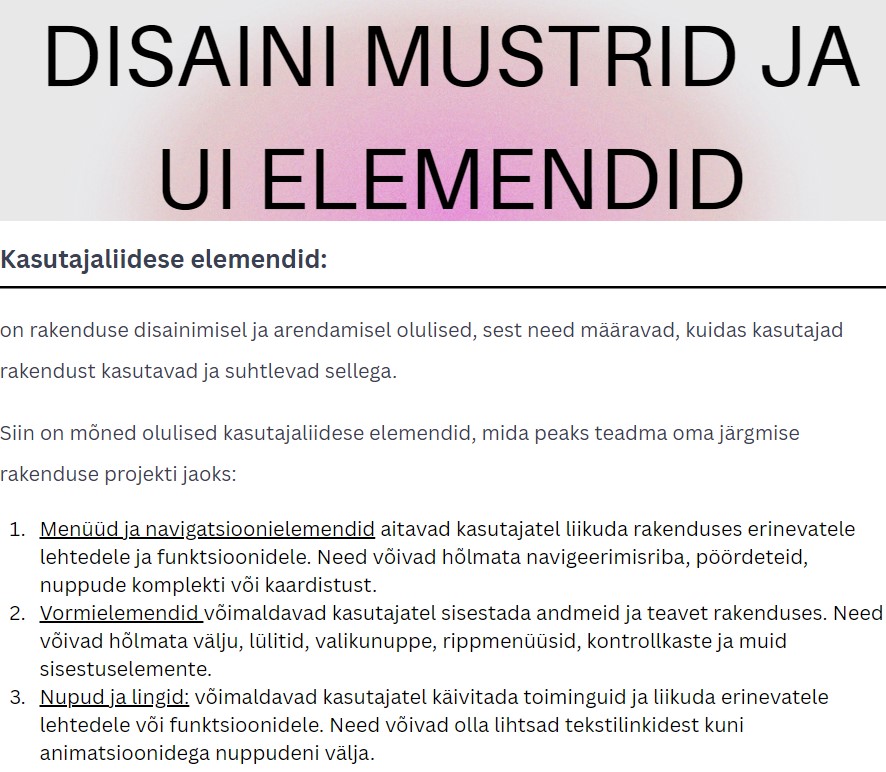 DISAINI MUSTRID JA
UI ELEMENDID
Kasutajaliidese elemendid:
on rakenduse disainimisel ja arendamisel olulised, sest need määravad, kuidas kasutajad
rakendust kasutavad ja suhtlevad sellega.
Siin on mõned olulised kasutajaliidese elemendid, mida peaks teadma oma järgmise
rakenduse projekti jaoks:
1. Menüüd ja navigatsioonielemendid aitavad kasutajatel liikuda rakenduses erinevatele
lehtedele ja funktsioonidele. Need võivad hõlmata navigeerimisriba, pöördeteid,
nuppude komplekti või kaardistust.
2. Vormielemendid võimaldavad kasutajatel sisestada andmeid ja teavet rakenduses. Need
võivad hõlmata välju, lülitid, valikunuppe, rippmenüüsid, kontrollkaste ja muid
sisestuselemente.
3. Nupud ja lingid: võimaldavad kasutajatel käivitada toiminguid ja liikuda erinevatele
lehtedele või funktsioonidele. Need võivad olla lihtsad tekstilinkidest kuni
animatsioonidega nuppudeni välja.